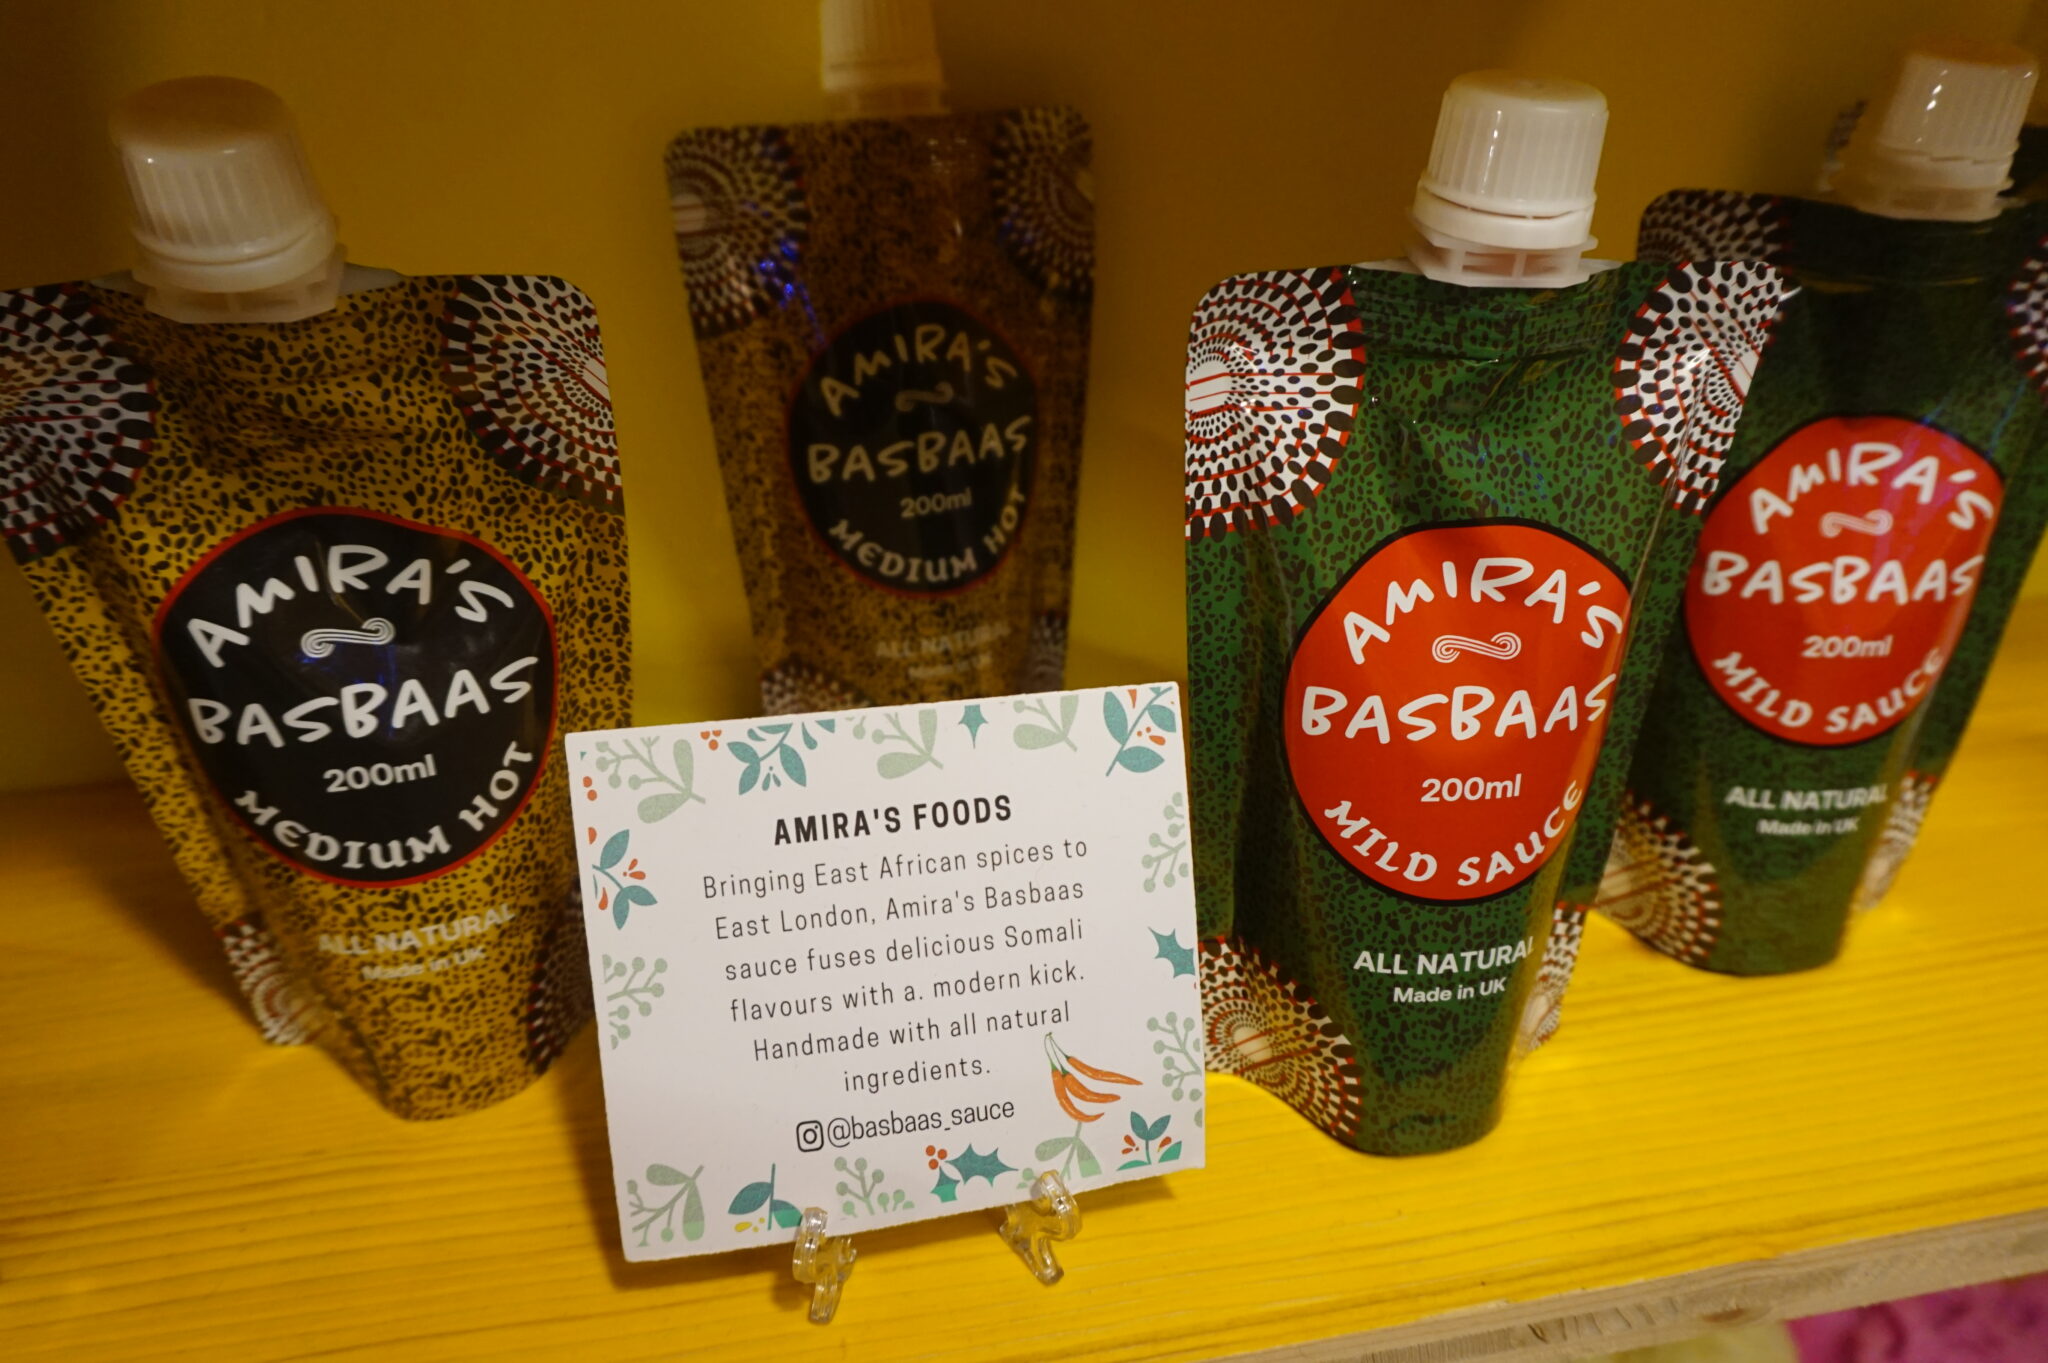 AMIRA'S
BASBAAS
200ml
MEDIUM HOT
ALL NATURAL
Made in UK
AMIRA'S
BASBAAS
200ml
MEDIUM HOT
ALL NATURAL
Made in UK
AMIRA'S
BASBAAS
200ml
MILD SAUCE
ALL NATURAL
Made in UK
AMIRA'S
BASBAAS
200ml
MILD SAUCE
ALL NATURAL
Made in UK
AMIRA'S FOODS
Bringing East African spices to
East London, Amira's Basbaas
sauce fuses delicious Somali
flavours with a. modern kick.
Handmade with all natural
ingredients.
@basbaas_sauce